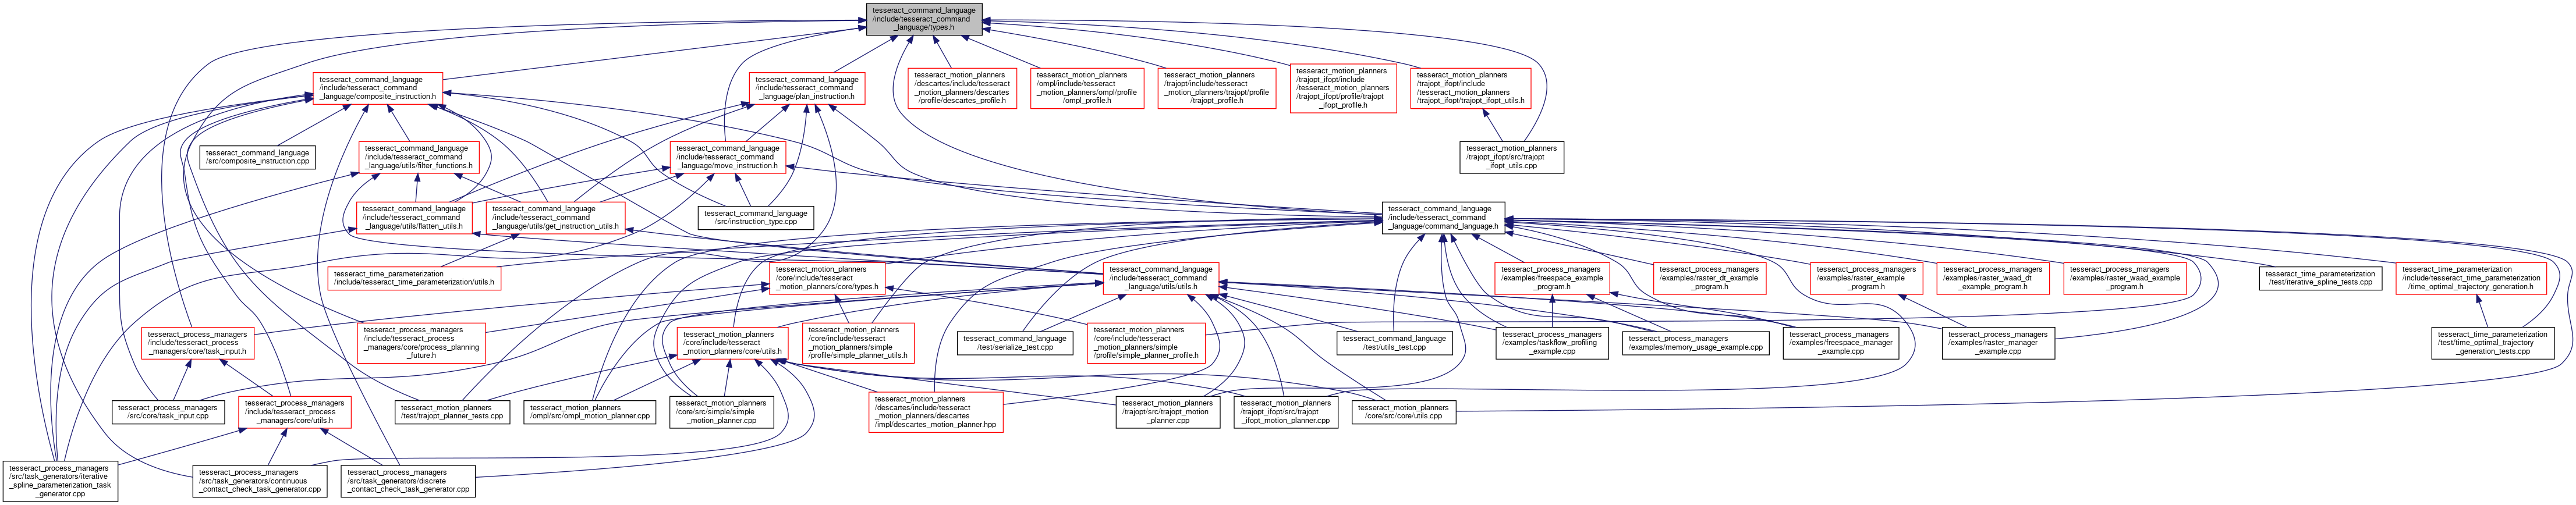 tesseract_command_language
/include/tesseract_command
_language/types.h
tesseract_command_language
/include/tesseract_command
_language/composite_instruction.h
tesseract_command_language
/include/tesseract_command
_language/plan_instruction.h
tesseract_motion_planners
/descartes/include/tesseract
_motion_planners/descartes
/profile/descartes_profile.h
tesseract_motion_planners
/ompl/include/tesseract
_motion_planners/ompl/profile
/ompl_profile.h
tesseract_motion_planners
/trajopt/include/tesseract
_motion_planners/trajopt/profile
/trajopt_profile.h
tesseract_motion_planners
/trajopt_ifopt/include
/tesseract_motion_planners
/trajopt_ifopt/profile/trajopt
_ifopt_profile.h
tesseract_motion_planners
/trajopt_ifopt/include
/tesseract_motion_planners
/trajopt_ifopt/trajopt_ifopt_utils.h
tesseract_command_language
/src/composite_instruction.cpp
tesseract_command_language
/include/tesseract_command
_language/utils/filter_functions.h
tesseract_command_language
/include/tesseract_command
_language/move_instruction.h
tesseract_motion_planners
/trajopt_ifopt/src/trajopt
_ifopt_utils.cpp
tesseract_command_language
/include/tesseract_command
_language/utils/flatten_utils.h
tesseract_command_language
/include/tesseract_command
_language/utils/get_instruction_utils.h
tesseract_command_language
/src/instruction_type.cpp
tesseract_command_language
/include/tesseract_command
_language/command_language.h
tesseract_time_parameterization
/include/tesseract_time_parameterization/utils.h
tesseract_motion_planners
/core/include/tesseract
_motion_planners/core/types.h
tesseract_command_language
/include/tesseract_command
_language/utils/utils.h
tesseract_process_managers
/examples/freespace_example
_program.h
tesseract_process_managers
/examples/raster_dt_example
_program.h
tesseract_process_managers
/examples/raster_example
_program.h
tesseract_process_managers
/examples/raster_waad_dt
_example_program.h
tesseract_process_managers
/examples/raster_waad_example
_program.h
tesseract_time_parameterization
/test/iterative_spline_tests.cpp
tesseract_time_parameterization
/include/tesseract_time_parameterization
/time_optimal_trajectory_generation.h
tesseract_process_managers
/include/tesseract_process
_managers/core/task_input.h
tesseract_process_managers
/include/tesseract_process
_managers/core/process_planning
_future.h
tesseract_motion_planners
/core/include/tesseract
_motion_planners/core/utils.h
tesseract_motion_planners
/core/include/tesseract
_motion_planners/simple
/profile/simple_planner_utils.h
tesseract_command_language
/test/serialize_test.cpp
tesseract_motion_planners
/core/include/tesseract
_motion_planners/simple
/profile/simple_planner_profile.h
tesseract_command_language
/test/utils_test.cpp
tesseract_process_managers
/examples/taskflow_profiling
_example.cpp
tesseract_process_managers
/examples/memory_usage_example.cpp
tesseract_process_managers
/examples/freespace_manager
_example.cpp
tesseract_process_managers
/examples/raster_manager
_example.cpp
tesseract_time_parameterization
/test/time_optimal_trajectory
_generation_tests.cpp
tesseract_process_managers
/src/core/task_input.cpp
tesseract_process_managers
/include/tesseract_process
_managers/core/utils.h
tesseract_motion_planners
/test/trajopt_planner_tests.cpp
tesseract_motion_planners
/ompl/src/ompl_motion_planner.cpp
tesseract_motion_planners
/core/src/simple/simple
_motion_planner.cpp
tesseract_motion_planners
/descartes/include/tesseract
_motion_planners/descartes
/impl/descartes_motion_planner.hpp
tesseract_motion_planners
/trajopt/src/trajopt_motion
_planner.cpp
tesseract_motion_planners
/trajopt_ifopt/src/trajopt
_ifopt_motion_planner.cpp
tesseract_motion_planners
/core/src/core/utils.cpp
tesseract_process_managers
/src/task_generators/iterative
_spline_parameterization_task
_generator.cpp
tesseract_process_managers
/src/task_generators/continuous
_contact_check_task_generator.cpp
tesseract_process_managers
/src/task_generators/discrete
_contact_check_task_generator.cpp